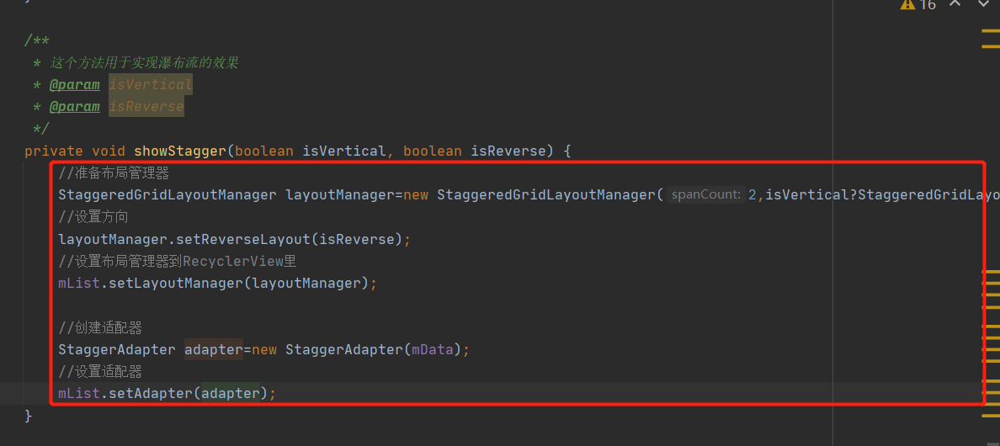 16
/**
* 这个方法用于实现瀑布流的效果
* @param isVertical
* @param isReverse
*/
private void showStagger(boolean isVertical, boolean isReverse) {
//准备布局管理器
StaggeredGridLayoutManager layoutManager=new StaggeredGridLayoutManager( spanCount: 2,isVertical?StaggeredGridLayo
//设置方向
layoutManager.setReverseLayout(isReverse);
//设置布局管理器到RecyclerView里
mList.setLayoutManager(layoutManager);
//创建适配器
StaggerAdapter adapter=new StaggerAdapter(mData);
//设置适配器
mList.setAdapter(adapter);
}